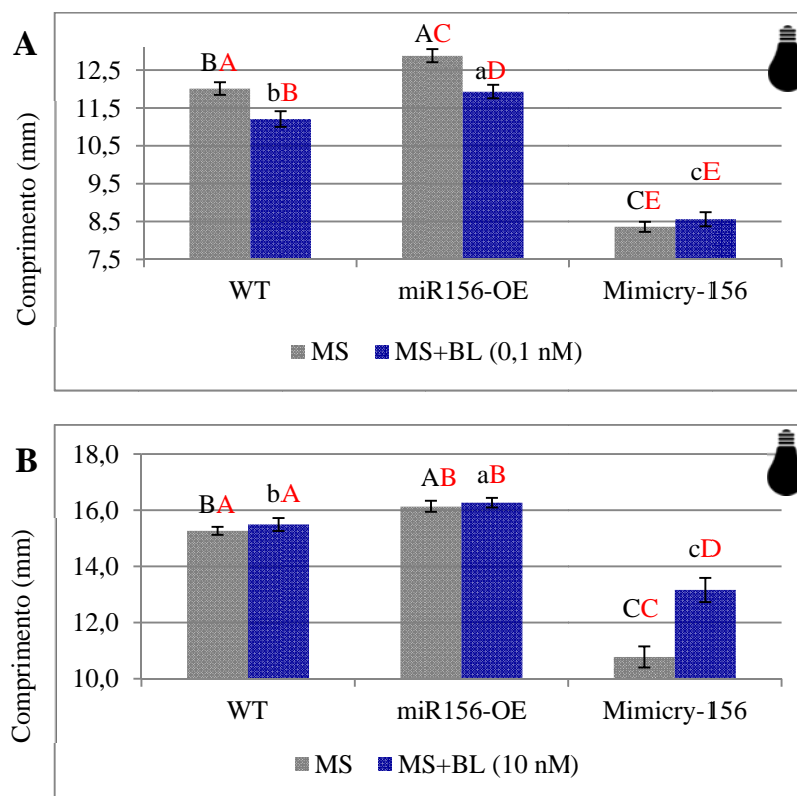 A
Comprimento (mm)
12,5
11,5
10,5
9,5
8,5
7,5
BA
bB
AC
aD
CE
cE
WT
miR156-OE
Mimicry-156
MS
MS+BL (0,1 nM)
B
Comprimento (mm)
18,0
16,0
14,0
12,0
10,0
BA
bA
AB
aB
CC
cD
WT
miR156-OE
Mimicry-156
MS
MS+BL (10 nM)